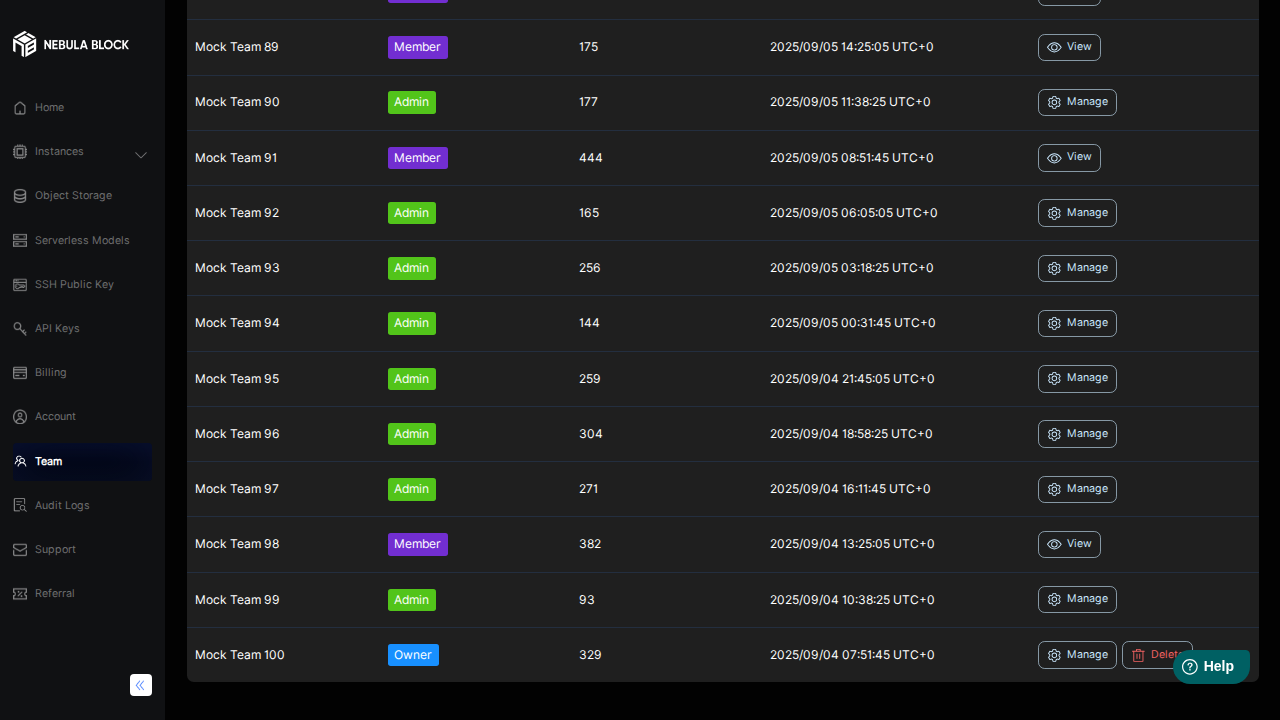 NEBULA BLOCK
Home
Instances
Object Storage
Serverless Models
SSH Public Key
API Keys
Billing
Account
Team
Audit Logs
Support
Referral
Mock Team 89 Member 175 2025/09/05 14:25:05 UTC+0 View
Mock Team 90 Admin 177 2025/09/05 11:38:25 UTC+0 Manage
Mock Team 91 Member 444 2025/09/05 08:51:45 UTC+0 View
Mock Team 92 Admin 165 2025/09/05 06:05:05 UTC+0 Manage
Mock Team 93 Admin 256 2025/09/05 03:18:25 UTC+0 Manage
Mock Team 94 Admin 144 2025/09/05 00:31:45 UTC+0 Manage
Mock Team 95 Admin 259 2025/09/04 21:45:05 UTC+0 Manage
Mock Team 96 Admin 304 2025/09/04 18:58:25 UTC+0 Manage
Mock Team 97 Admin 271 2025/09/04 16:11:45 UTC+0 Manage
Mock Team 98 Member 382 2025/09/04 13:25:05 UTC+0 View
Mock Team 99 Admin 93 2025/09/04 10:38:25 UTC+0 Manage
Mock Team 100 Owner 329 2025/09/04 07:51:45 UTC+0 Manage Delete
Help